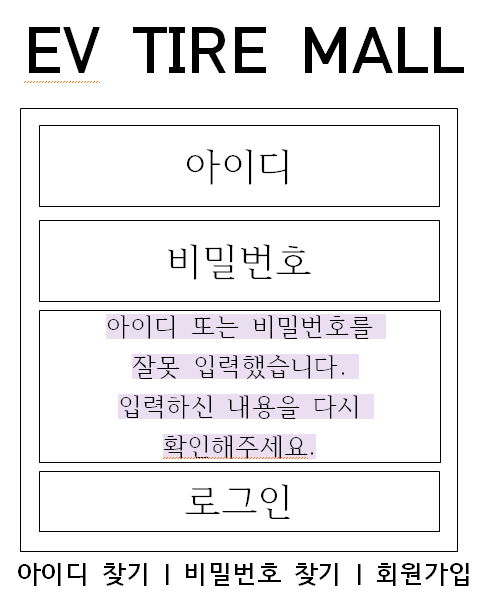 EV TIRE MALL
아이디
비밀번호
아이디 또는 비밀번호를
잘못 입력했습니다.
입력하신 내용을 다시
확인해주세요.
로그인
아이디 찾기 | 비밀번호 찾기 | 회원가입